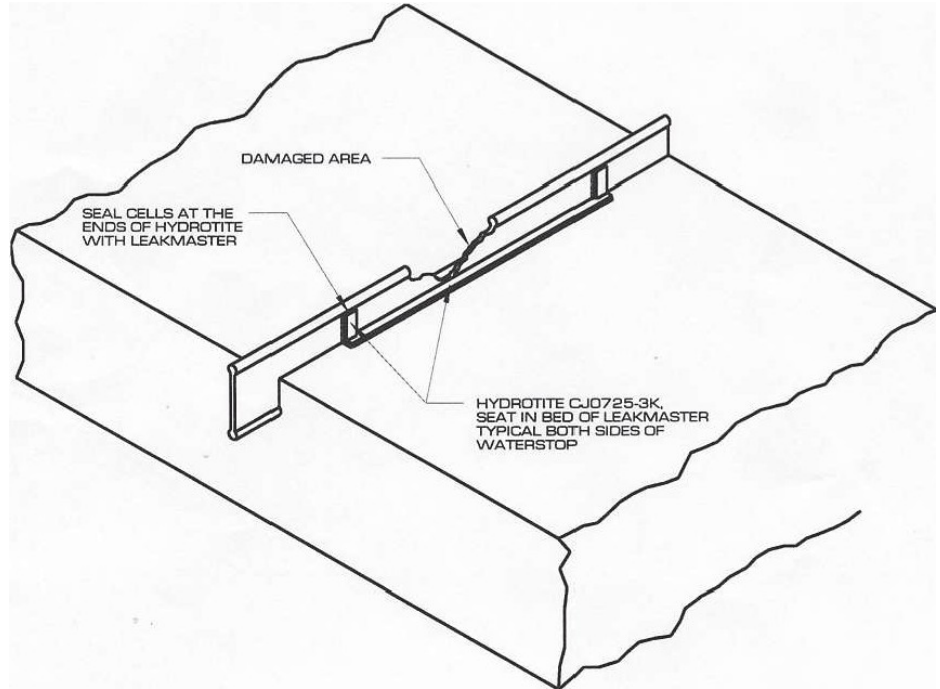 DAMAGED AREA
SEAL CELLS AT THE
ENDS OF HYDROTITE
WITH LEAKMASTER
HYDROTITE CJ0725-3K,
SEAT IN BED OF LEAKMASTER
TYPICAL BOTH SIDES OF
WATERSTOP